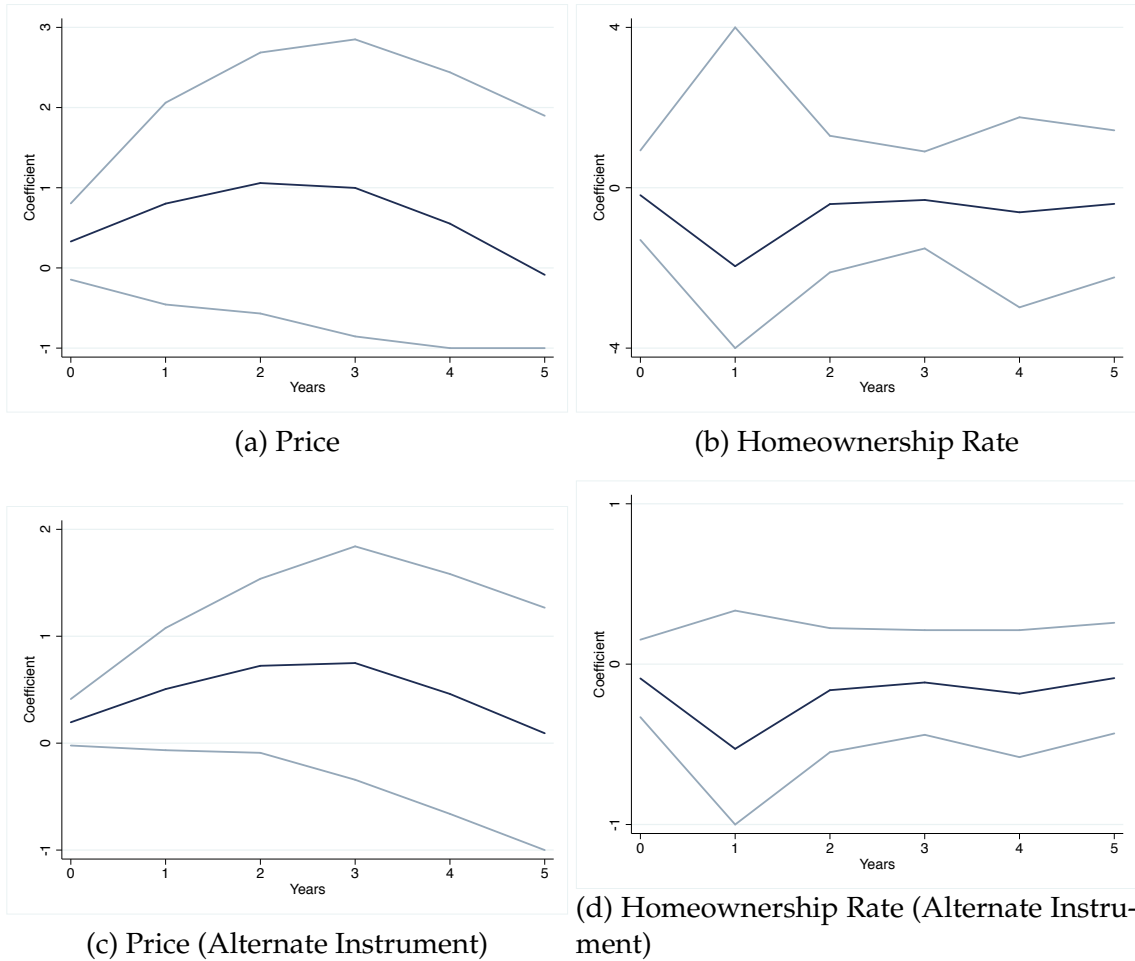 3
2
1
0
-1
Coefficient
0 1 2 3 4 5
Years
(a) Price
4
0
-4
Coefficient
0 1 2 3 4 5
Years
(b) Homeownership Rate
2
1
0
-1
Coefficient
0 1 2 3 4 5
Years
(c) Price (Alternate Instrument)
1
0
-1
Coefficient
0 1 2 3 4 5
Years
(d) Homeownership Rate (Alternate Instru-
ment)